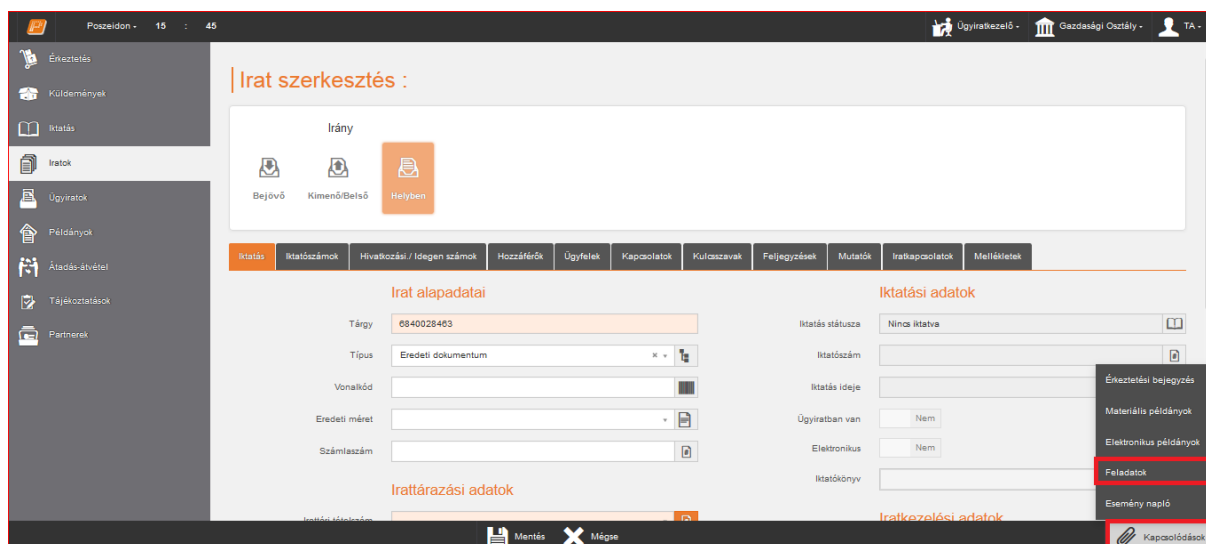 Poszeidon - 15 : 45 Ügyiratkezelő - Gazdasági Osztály - TA -
Érkeztetés
Küldemények
Iktatás
Iratok
Ügyiratok
Példányok
Átadás-átvétel
Tájékoztatások
Partnerek
Irat szerkesztés :
Irány
Bejövő Kimenő/Belső Helyben
Iktatás Iktatószámok Hivatkozási./ Idegen számok Hozzáférők Ügyfelek Kapcsolatok Kulcsszavak Feljegyzések Mutatók Iratkapcsolatok Mellékletek
Irat alapadatai
Tárgy 6840028463
Típus Eredeti dokumentum
Vonalkód
Eredeti méret
Számlaszám
Irattárazási adatok
Irattári tételszám
Iktatási adatok
Iktatás státusza Nincs iktatva
Iktatószám
Iktatás ideje
Ügyiratban van Nem
Elektronikus Nem
Iktatókönyv
Iratkezelési adatok
Érkeztetési bejegyzés
Materiális példányok
Elektronikus példányok
Feladatok
Esemény napló
Mentés Mégse Kapcsolódások